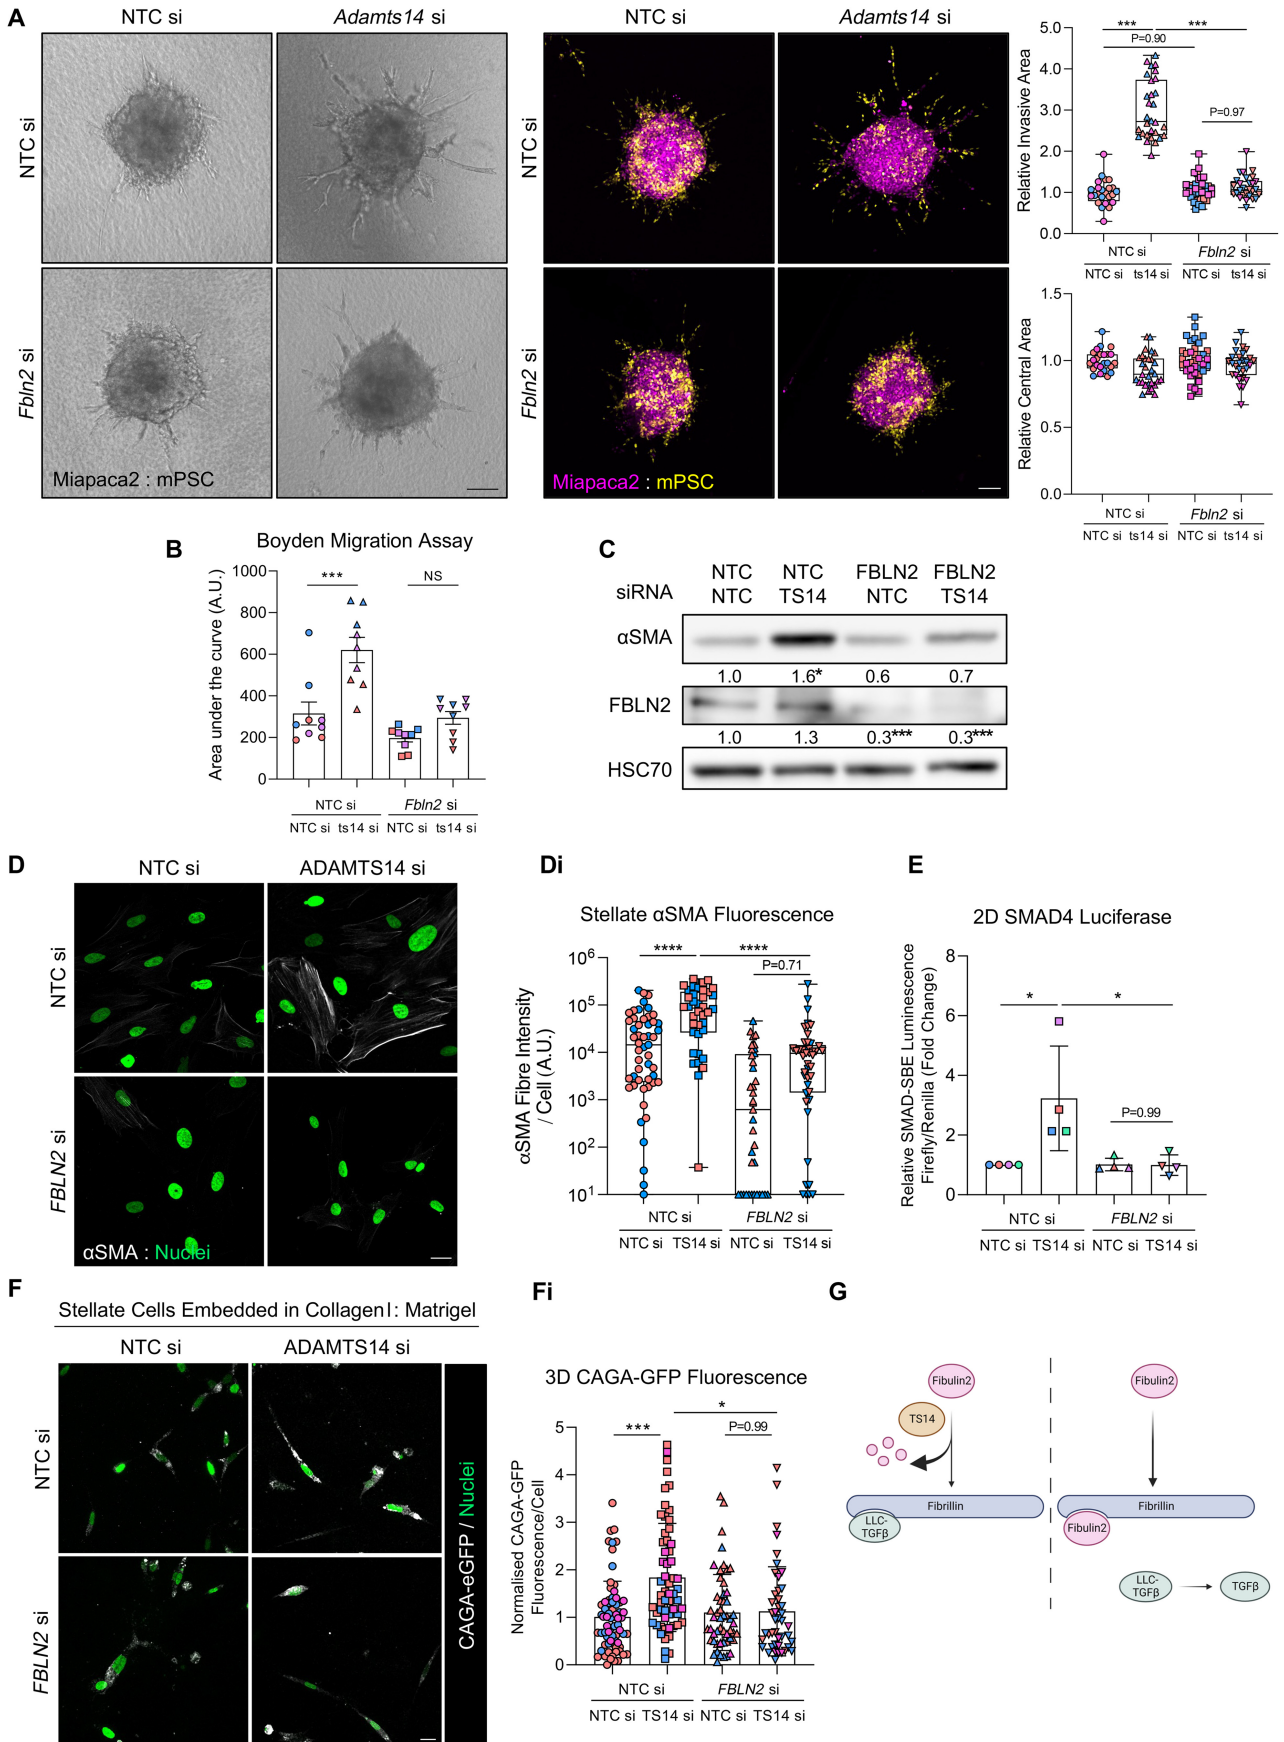 A
NTC si
Adamts14 si
NTC si
Adamts14 si
NTC si
Fbln2 si
Miapaca2 : mPSC
NTC si
Fbln2 si
Miapaca2 : mPSC
Relative Invasive Area
5.0
4.0
3.0
2.0
1.0
0.0
***
***
P=0.90
P=0.97
NTC si
Fbln2 si
NTC si ts14 si NTC si ts14 si
Relative Central Area
1.5
1.0
0.5
0.0
NTC si
Fbln2 si
NTC si ts14 si NTC si ts14 si
B
Boyden Migration Assay
Area under the curve (A.U.)
1000
800
600
400
200
0
***
NS
NTC si
Fbln2 si
NTC si ts14 si NTC si ts14 si
C
siRNA
NTC NTC FBLN2 FBLN2
NTC TS14 NTC TS14
αSMA
1.0 1.6* 0.6 0.7
FBLN2
1.0 1.3 0.3*** 0.3***
HSC70
D
NTC si
ADAMTS14 si
NTC si
FBLN2 si
αSMA : Nuclei
Di
Stellate αSMA Fluorescence
αSMA Fibre Intensity
/ Cell (A.U.)
10⁶
10⁵
10⁴
10³
10²
10¹
****
****
P=0.71
NTC si
FBLN2 si
NTC si TS14 si NTC si TS14 si
E
2D SMAD4 Luciferase
Relative SMAD-SBE Luminescence
Firefly/Renilla (Fold Change)
8
6
4
2
0
*
*
P=0.99
NTC si
FBLN2 si
NTC si TS14 si NTC si TS14 si
F
Stellate Cells Embedded in Collagen I: Matrigel
NTC si
ADAMTS14 si
NTC si
FBLN2 si
CAGA-eGFP / Nuclei
Fi
3D CAGA-GFP Fluorescence
Normalised CAGA-GFP
Fluorescence/Cell
5
4
3
2
1
0
***
*
P=0.99
NTC si
FBLN2 si
NTC si TS14 si NTC si TS14 si
G
Fibulin2
TS14
Fibrillin
LLC-
TGFβ
Fibulin2
Fibrillin
Fibulin2
LLC-
TGFβ
TGFβ